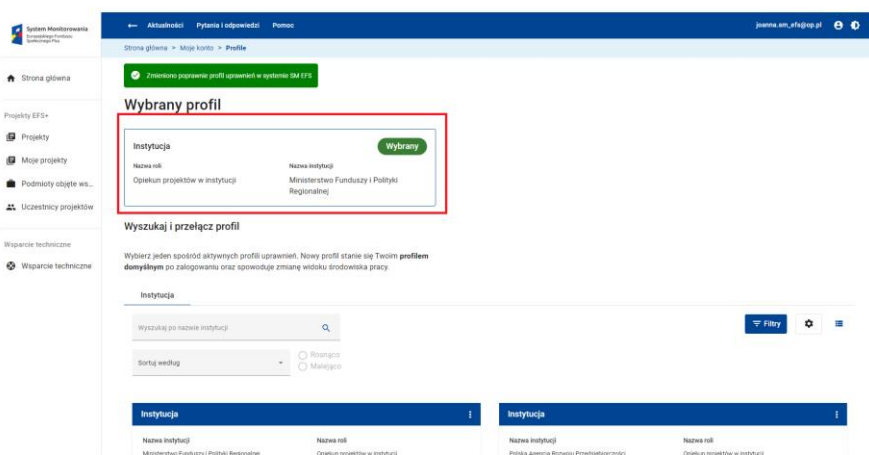 System Monitorowania
Europejskiego Funduszu
Społecznego Plus
← Aktualności Pytania i odpowiedzi Pomoc
joanna.am_efs@op.pl
Strona główna > Moje konto > Profile
Zmieniono poprawnie profil uprawnień w systemie SM EFS
Strona główna
Projekty EFS+
Projekty
Moje projekty
Podmioty objęte ws...
Uczestnicy projektów
Wsparcie techniczne
Wsparcie techniczne
Wybrany profil
Instytucja
Wybrany
Nazwa roli
Nazwa instytucji
Opiekun projektów w instytucji
Ministerstwo Funduszy i Polityki
Regionalnej
Wyszukaj i przełącz profil
Wybierz jeden spośród aktywnych profili uprawnień. Nowy profil stanie się Twoim profilem
domyślnym po zalogowaniu oraz spowoduje zmianę widoku środowiska pracy.
Instytucja
Wyszukaj po nazwie instytucji
Filtry
Sortuj według
Rosnąco
Malejąco
Instytucja
Nazwa instytucji
Nazwa roli
Ministerstwo Funduszy i Polityki Regionalnej
Opiekun projektów w instytucji
Instytucja
Nazwa instytucji
Nazwa roli
Polska Agencja Rozwoju Przedsiębiorczości
Opiekun projektów w instytucji